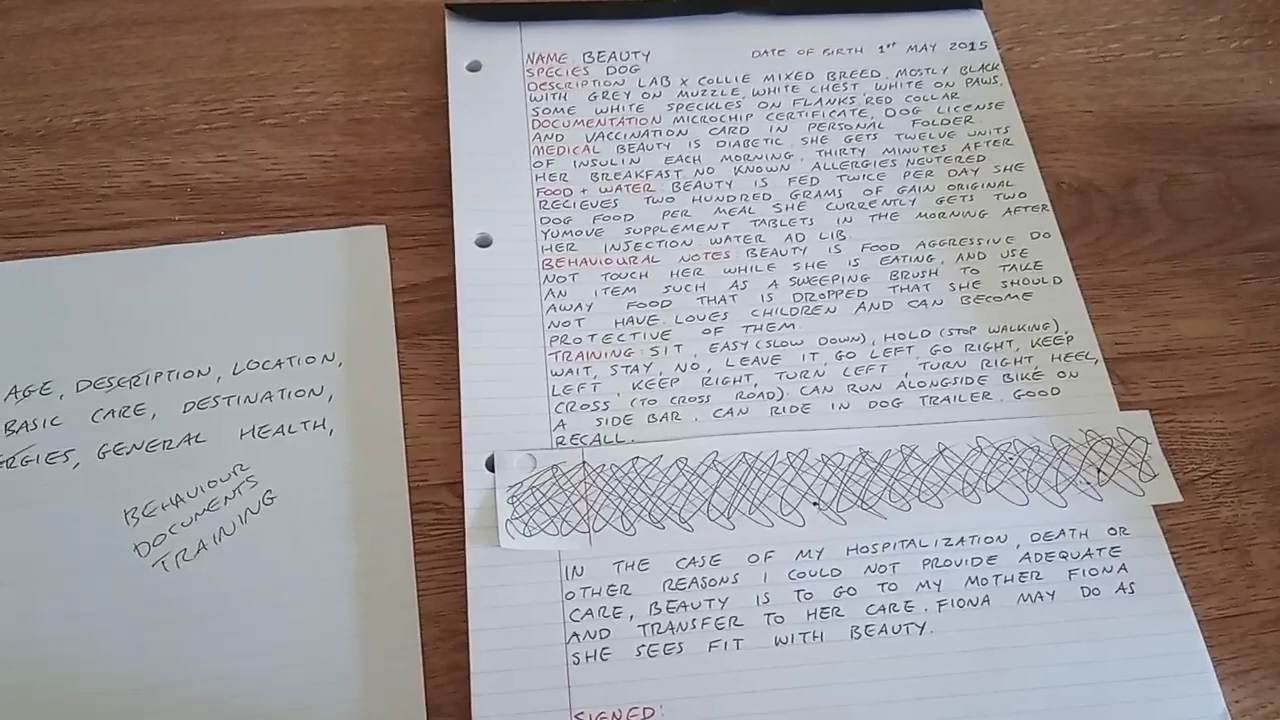 AGE, DESCRIPTION, LOCATION,
BASIC CARE, DESTINATION,
ERGIES, GENERAL HEALTH,
BEHAVIOUR
DOCUMENTS
TRAINING
NAME BEAUTY DATE OF BIRTH 1ST MAY 2015
SPECIES DOG
DESCRIPTION LAB X COLLIE MIXED BREED. MOSTLY BLACK
WITH GREY ON MUZZLE, WHITE CHEST, WHITE ON PAWS,
SOME WHITE SPECKLES ON FLANKS, RED COLLAR
DOCUMENTATION MICROCHIP CERTIFICATE, DOG LICENSE
AND VACCINATION CARD IN PERSONAL FOLDER.
MEDICAL BEAUTY IS DIABETIC SHE GETS TWELVE UNITS
OF INSULIN EACH MORNING, THIRTY MINUTES AFTER
HER BREAKFAST. NO KNOWN ALLERGIES NEUTERED
FOOD + WATER: BEAUTY IS FED TWICE PER DAY SHE
RECIEVES TWO HUNDRED GRAMS OF GAIN ORIGINAL
DOG FOOD PER MEAL SHE CURRENTLY GETS TWO
YUMOVE SUPPLEMENT TABLETS IN THE MORNING AFTER
HER INJECTION WATER AD LIB.
BEHAVIOURAL NOTES: BEAUTY IS FOOD AGGRESSIVE DO
NOT TOUCH HER WHILE SHE IS EATING, AND USE
AN ITEM SUCH AS A SWEEPING BRUSH TO TAKE
AWAY FOOD THAT IS DROPPED THAT SHE SHOULD
NOT HAVE. LOVES CHILDREN AND CAN BECOME
PROTECTIVE OF THEM.
TRAINING: SIT, EASY (SLOW DOWN), HOLD (STOP WALKING),
WAIT, STAY, NO, LEAVE IT, GO LEFT, GO RIGHT, KEEP
LEFT, KEEP RIGHT, TURN LEFT, TURN RIGHT, HEEL,
CROSS (TO CROSS ROAD). CAN RUN ALONGSIDE BIKE ON
A SIDE BAR, CAN RIDE IN DOG TRAILER. GOOD
RECALL.
IN THE CASE OF MY HOSPITALIZATION, DEATH OR
OTHER REASONS I COULD NOT PROVIDE ADEQUATE
CARE, BEAUTY IS TO GO TO MY MOTHER FIONA
AND TRANSFER TO HER CARE. FIONA MAY DO AS
SHE SEES FIT WITH BEAUTY.
SIGNED: